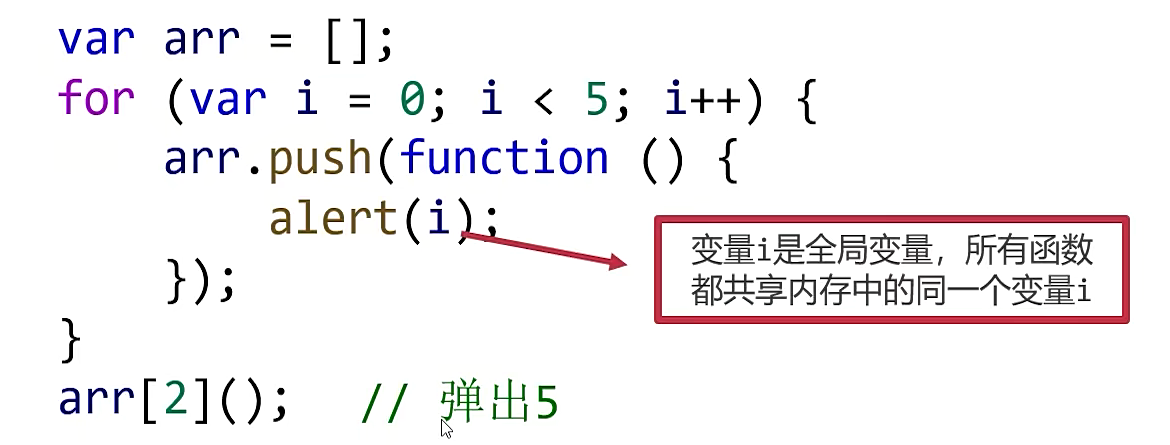 var arr = [];
for (var i = 0; i < 5; i++) {
    arr.push(function () {
        alert(i);
    });
}
arr[2]();   // 弹出5
变量i是全局变量，所有函数
都共享内存中的同一个变量i